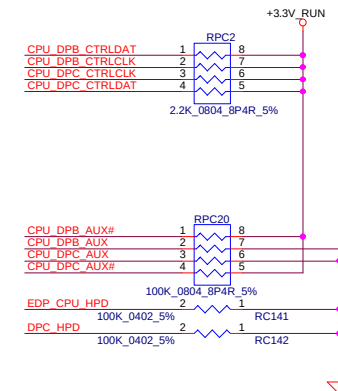 +3.3V_RUN
RPC2
CPU_DPB_CTRLDAT 1 8
CPU_DPB_CTRLCLK 2 7
CPU_DPC_CTRLCLK 3 6
CPU_DPC_CTRLDAT 4 5
2.2K_0804_8P4R_5%
RPC20
CPU_DPB_AUX# 1 8
CPU_DPB_AUX 2 7
CPU_DPC_AUX 3 6
CPU_DPC_AUX# 4 5
100K_0804_8P4R_5%
EDP_CPU_HPD 2 1
100K_0402_5% RC141
DPC_HPD 2 1
100K_0402_5% RC142